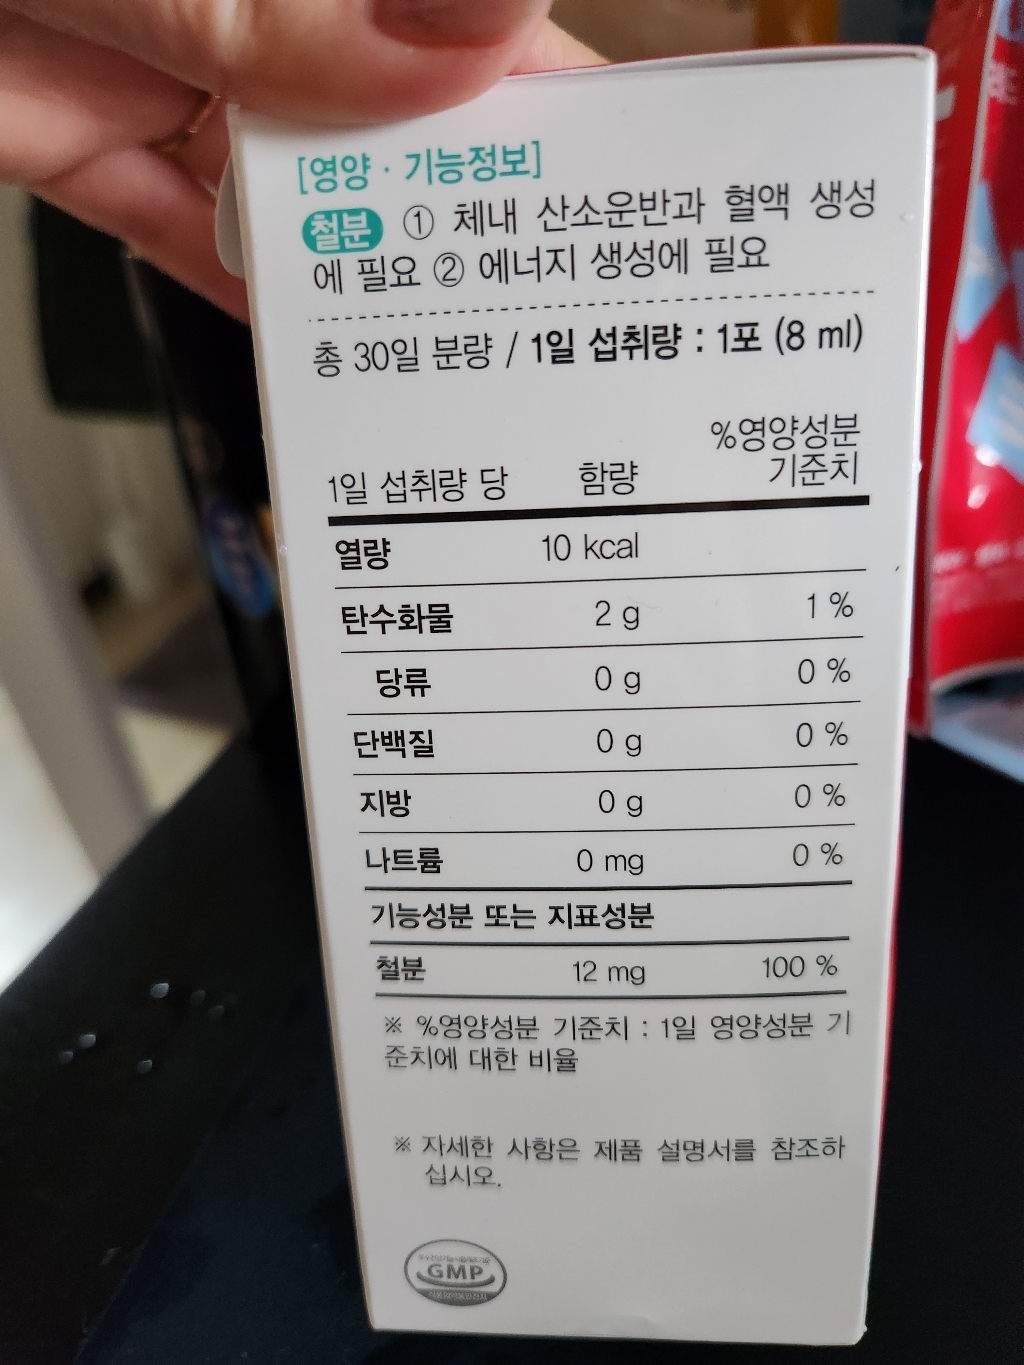 [영양 · 기능정보]
철분 ① 체내 산소운반과 혈액 생성
에 필요 ② 에너지 생성에 필요
총 30일 분량 / 1일 섭취량 : 1포 (8 ml)
%영양성분
1일 섭취량 당 함량 기준치
열량 10 kcal
탄수화물 2 g 1 %
당류 0 g 0 %
단백질 0 g 0 %
지방 0 g 0 %
나트륨 0 mg 0 %
기능성분 또는 지표성분
철분 12 mg 100 %
※ %영양성분 기준치 : 1일 영양성분 기
준치에 대한 비율
※ 자세한 사항은 제품 설명서를 참조하
십시오.
GMP